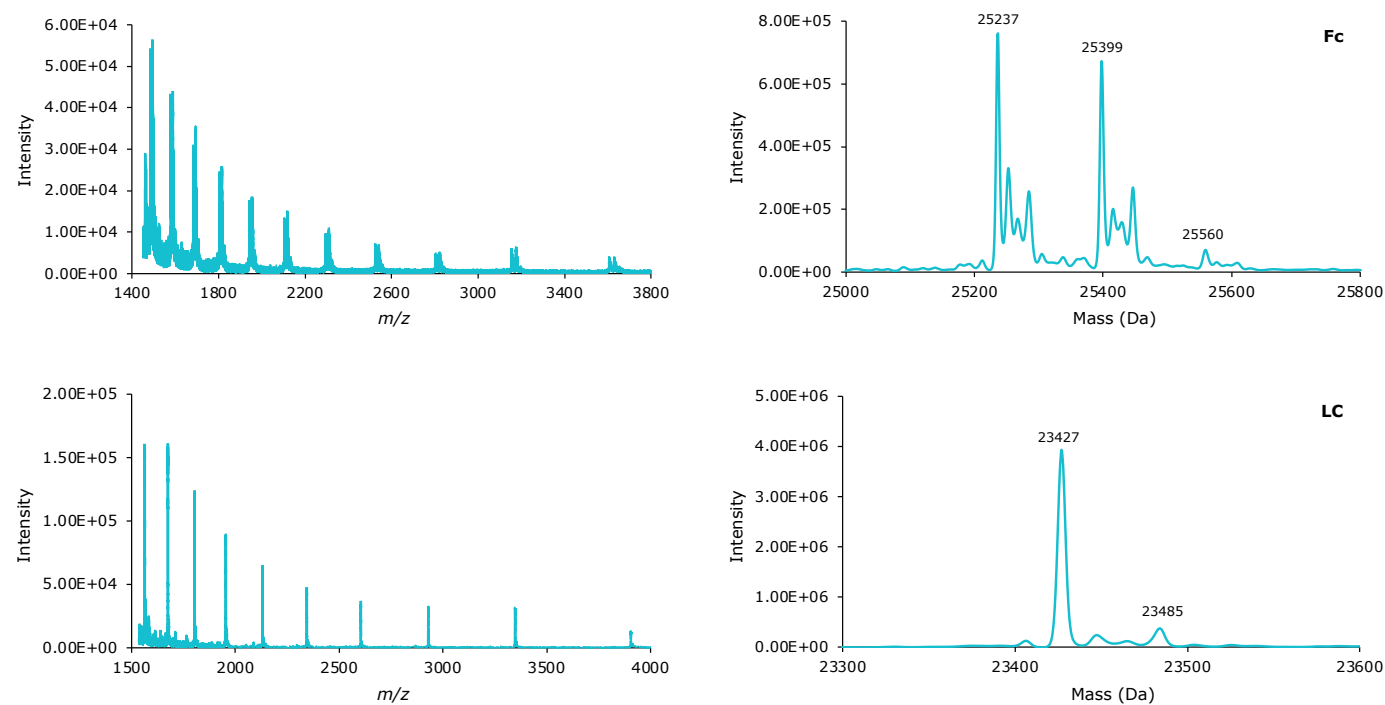 6.00E+04
5.00E+04
4.00E+04
3.00E+04
2.00E+04
1.00E+04
0.00E+00
Intensity
1400 1800 2200 2600 3000 3400 3800
m/z
8.00E+05
6.00E+05
4.00E+05
2.00E+05
0.00E+00
Intensity
25237
25399
25560
Fc
25000 25200 25400 25600 25800
Mass (Da)
2.00E+05
1.50E+05
1.00E+05
5.00E+04
0.00E+00
Intensity
1500 2000 2500 3000 3500 4000
m/z
5.00E+06
4.00E+06
3.00E+06
2.00E+06
1.00E+06
0.00E+00
Intensity
23427
23485
LC
23300 23400 23500 23600
Mass (Da)